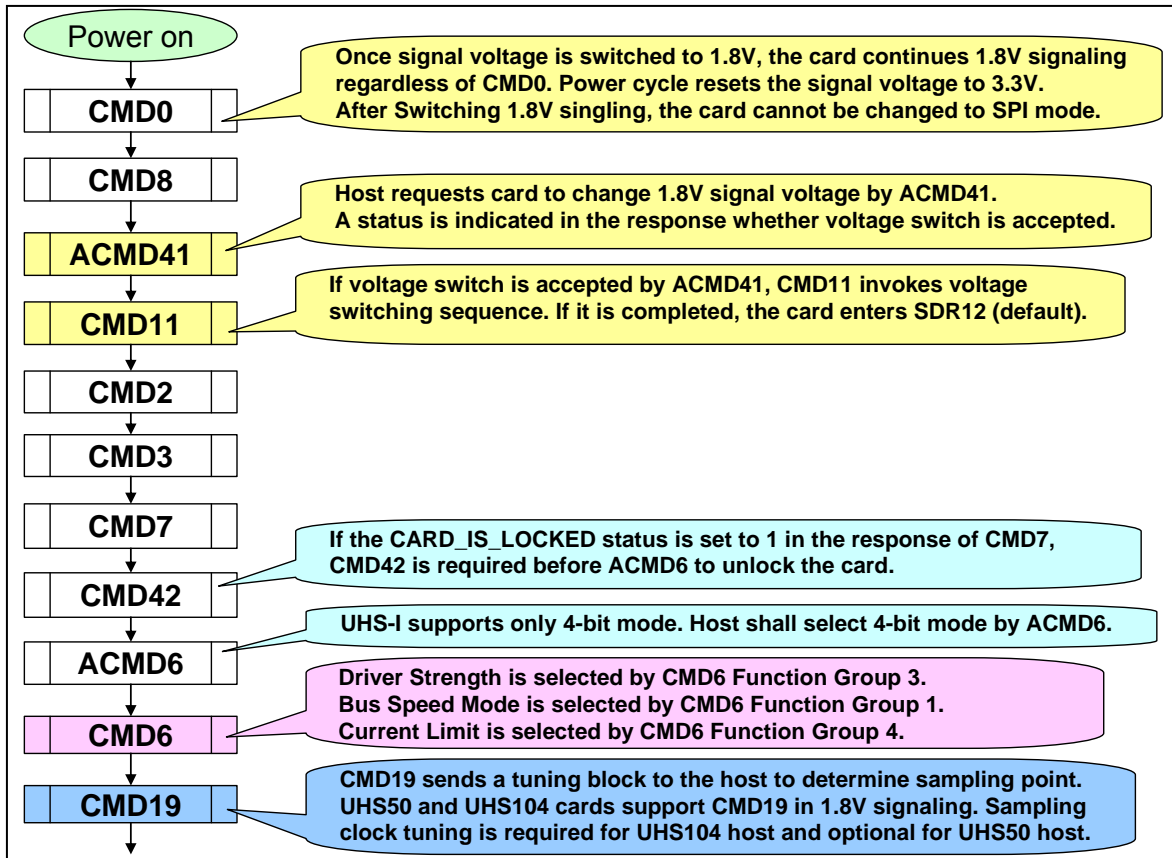 Power on
Once signal voltage is switched to 1.8V, the card continues 1.8V signaling
regardless of CMD0. Power cycle resets the signal voltage to 3.3V.
After Switching 1.8V singling, the card cannot be changed to SPI mode.
CMD0
CMD8
Host requests card to change 1.8V signal voltage by ACMD41.
A status is indicated in the response whether voltage switch is accepted.
ACMD41
If voltage switch is accepted by ACMD41, CMD11 invokes voltage
switching sequence. If it is completed, the card enters SDR12 (default).
CMD11
CMD2
CMD3
CMD7
If the CARD_IS_LOCKED status is set to 1 in the response of CMD7,
CMD42 is required before ACMD6 to unlock the card.
CMD42
UHS-I supports only 4-bit mode. Host shall select 4-bit mode by ACMD6.
ACMD6
Driver Strength is selected by CMD6 Function Group 3.
Bus Speed Mode is selected by CMD6 Function Group 1.
Current Limit is selected by CMD6 Function Group 4.
CMD6
CMD19 sends a tuning block to the host to determine sampling point.
UHS50 and UHS104 cards support CMD19 in 1.8V signaling. Sampling
clock tuning is required for UHS104 host and optional for UHS50 host.
CMD19